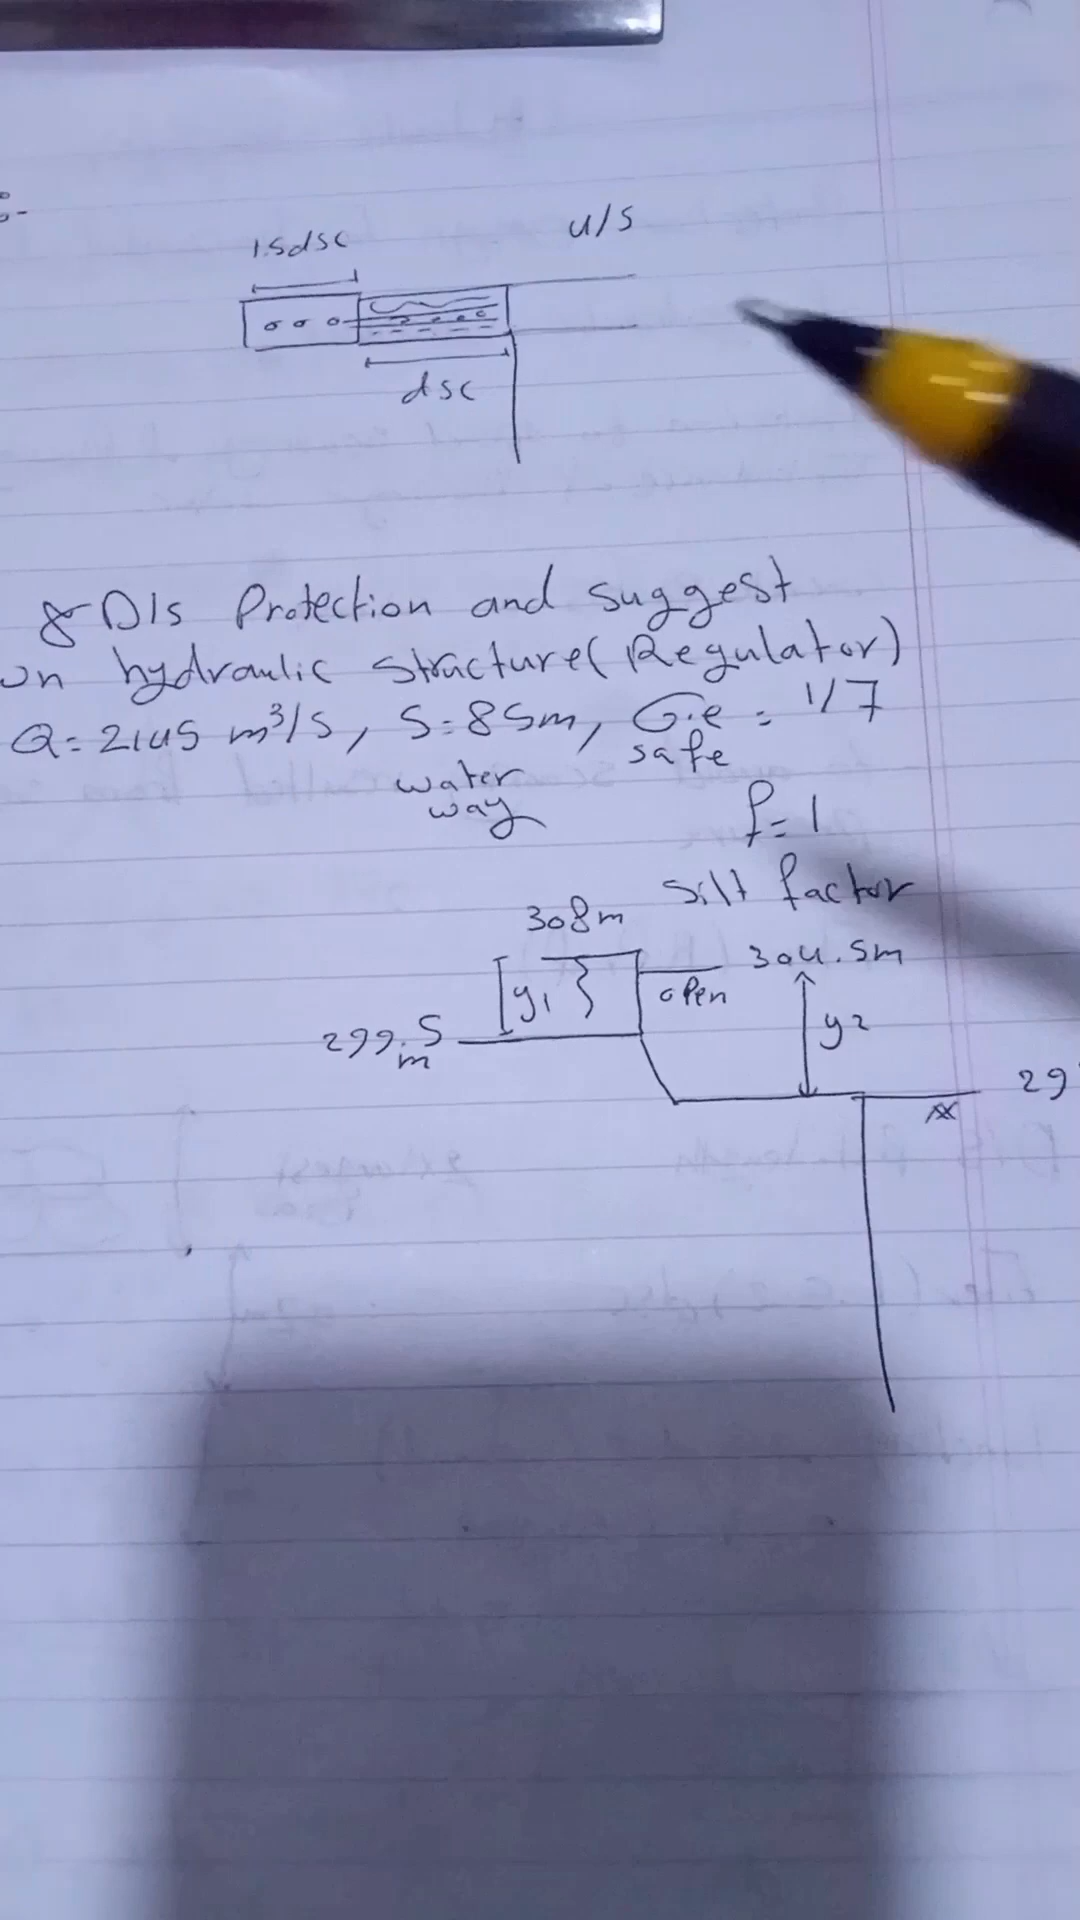 :-
1.5dsc
u/s
dsc
& D/s Protection and suggest
on hydraulic structure (Regulator)
Q = 2145 m³/s, S = 85m, G.e = 1/7
safe
water
way
f = 1
silt factor
308m
304.5m
y1
open
299.5
m
y2
29